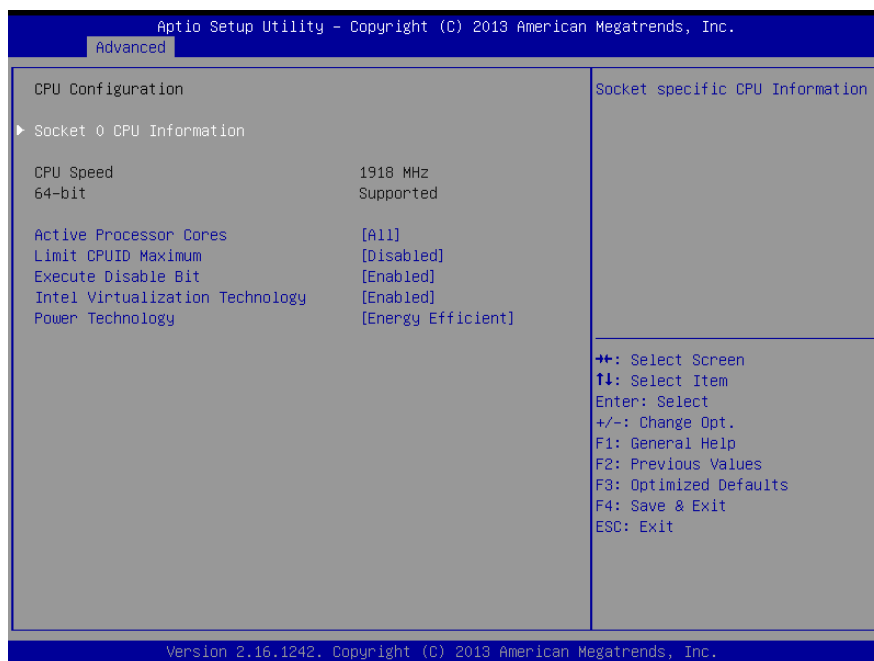 Aptio Setup Utility – Copyright (C) 2013 American Megatrends, Inc.
Advanced
CPU Configuration
Socket 0 CPU Information
CPU Speed 1918 MHz
64-bit Supported
Active Processor Cores [All]
Limit CPUID Maximum [Disabled]
Execute Disable Bit [Enabled]
Intel Virtualization Technology [Enabled]
Power Technology [Energy Efficient]
Socket specific CPU Information
→←: Select Screen
↑↓: Select Item
Enter: Select
+/-: Change Opt.
F1: General Help
F2: Previous Values
F3: Optimized Defaults
F4: Save & Exit
ESC: Exit
Version 2.16.1242. Copyright (C) 2013 American Megatrends, Inc.